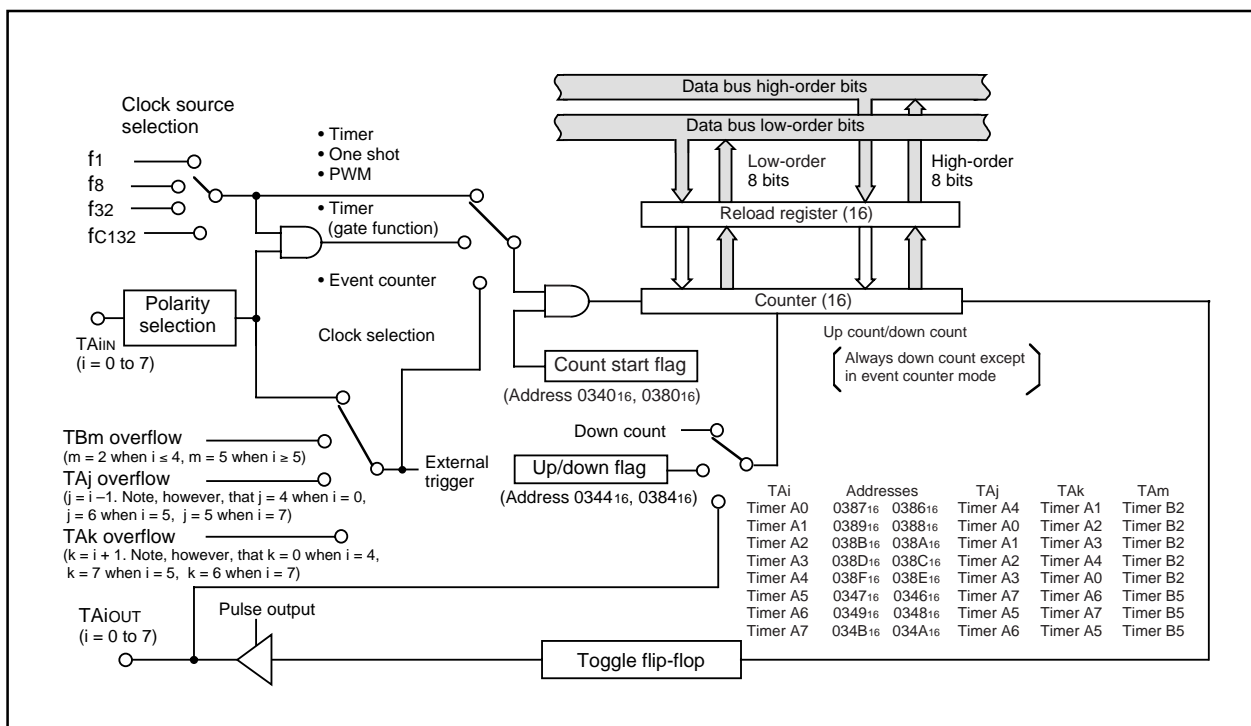 Clock source
selection
f1
f8
f32
fC132
Polarity
selection
TAiIN
(i = 0 to 7)
• Timer
• One shot
• PWM
• Timer
(gate function)
• Event counter
Clock selection
Data bus high-order bits
Data bus low-order bits
Low-order
8 bits
High-order
8 bits
Reload register (16)
Counter (16)
Up count/down count
(Always down count except
in event counter mode)
Count start flag
(Address 034016, 038016)
TBm overflow
(m = 2 when i ≤ 4, m = 5 when i ≥ 5)
TAj overflow
(j = i –1. Note, however, that j = 4 when i = 0,
j = 6 when i = 5, j = 5 when i = 7)
TAk overflow
(k = i + 1. Note, however, that k = 0 when i = 4,
k = 7 when i = 5, k = 6 when i = 7)
External
trigger
Down count
Up/down flag
(Address 034416, 038416)
TAi Addresses TAj TAk TAm
Timer A0 038716 038616 Timer A4 Timer A1 Timer B2
Timer A1 038916 038816 Timer A0 Timer A2 Timer B2
Timer A2 038B16 038A16 Timer A1 Timer A3 Timer B2
Timer A3 038D16 038C16 Timer A2 Timer A4 Timer B2
Timer A4 038F16 038E16 Timer A3 Timer A0 Timer B2
Timer A5 034716 034616 Timer A7 Timer A6 Timer B5
Timer A6 034916 034816 Timer A5 Timer A7 Timer B5
Timer A7 034B16 034A16 Timer A6 Timer A5 Timer B5
TAiOUT
(i = 0 to 7)
Pulse output
Toggle flip-flop